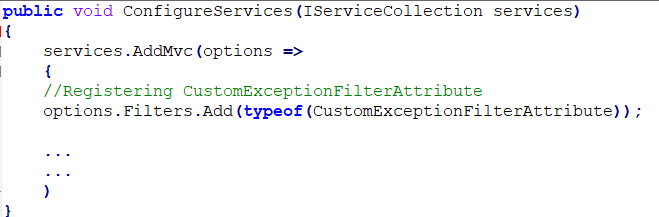 public void ConfigureServices(IServiceCollection services)
{
    services.AddMvc(options =>
    {
    //Registering CustomExceptionFilterAttribute
    options.Filters.Add(typeof(CustomExceptionFilterAttribute));
    ...
    ...
    )
}